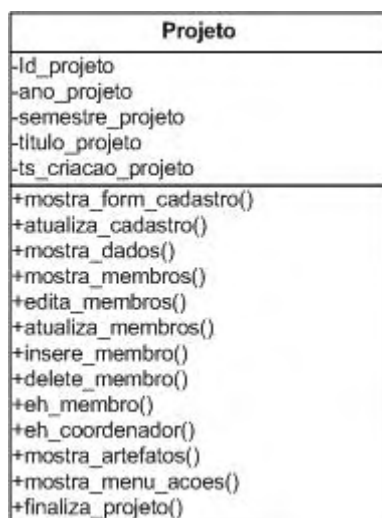 Projeto
-Id_projeto
-ano_projeto
-semestre_projeto
-titulo_projeto
-ts_criacao_projeto
+mostra_form_cadastro()
+atualiza_cadastro()
+mostra_dados()
+mostra_membros()
+edita_membros()
+atualiza_membros()
+insere_membro()
+delete_membro()
+eh_membro()
+eh_coordenador()
+mostra_artefatos()
+mostra_menu_acoes()
+finaliza_projeto()